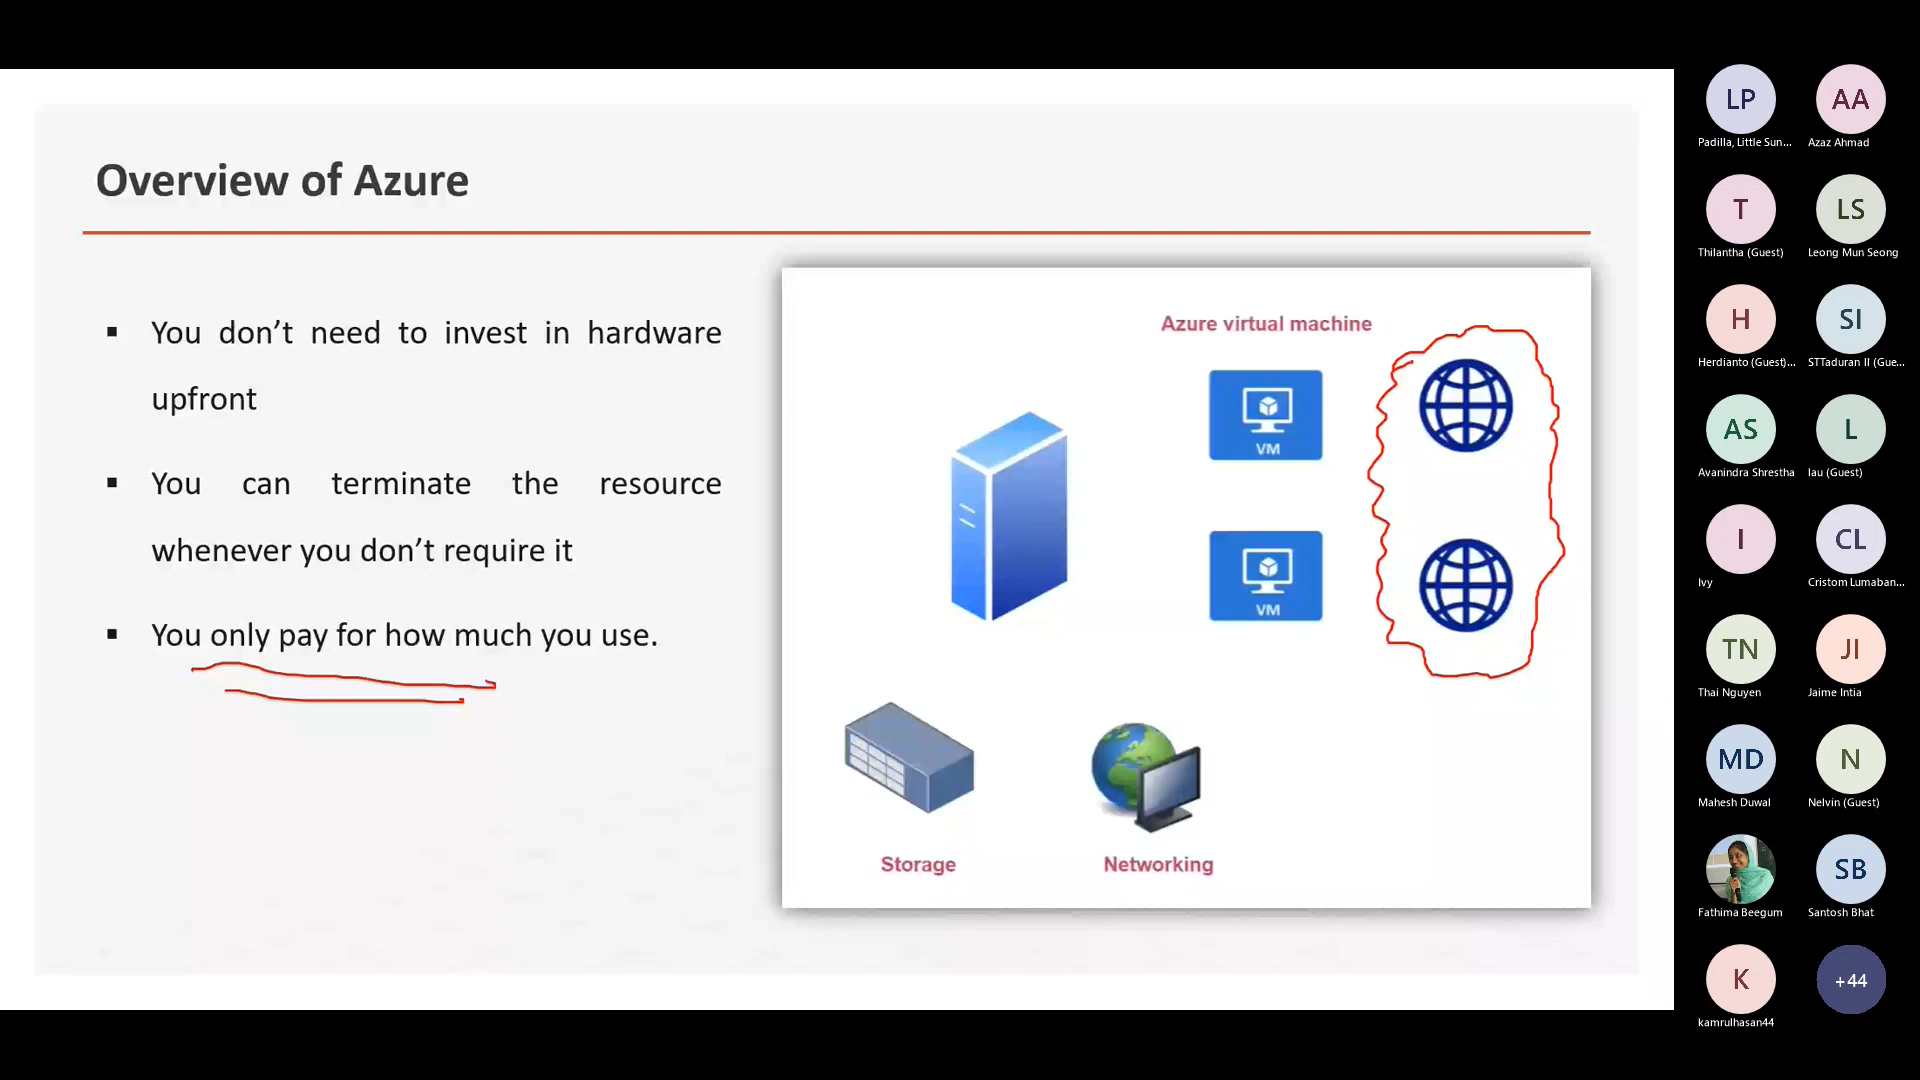 Overview of Azure
▪ You don’t need to invest in hardware
upfront
▪ You can terminate the resource
whenever you don’t require it
▪ You only pay for how much you use.
Azure virtual machine
VM
VM
Storage
Networking
LP
AA
Padilla, Little Sun...
Azaz Ahmad
T
LS
Thilantha (Guest)
Leong Mun Seong
H
SI
Herdianto (Guest)...
STTaduran II (Gue...
AS
L
Avanindra Shrestha
lau (Guest)
I
CL
Ivy
Cristom Lumaban...
TN
JI
Thai Nguyen
Jaime Intia
MD
N
Mahesh Duwal
Nelvin (Guest)
SB
Fathima Beegum
Santosh Bhat
K
+44
kamrulhasan44